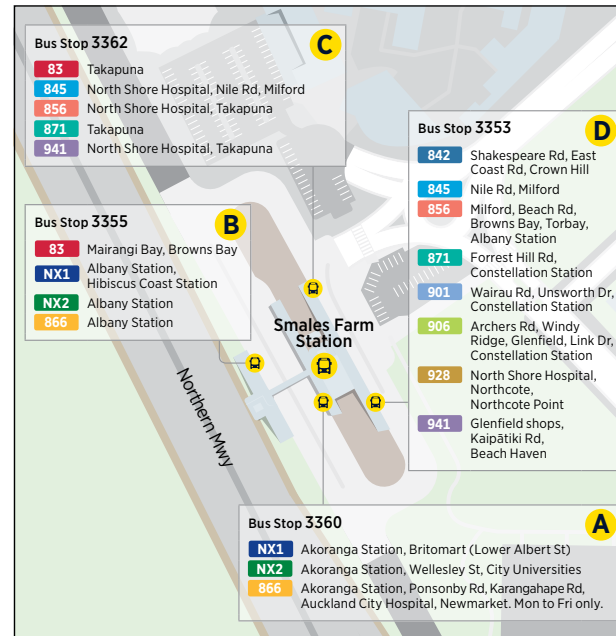 Bus Stop 3362
C
83 Takapuna
845 North Shore Hospital, Nile Rd, Milford
856 North Shore Hospital, Takapuna
871 Takapuna
941 North Shore Hospital, Takapuna
Bus Stop 3353
D
842 Shakespeare Rd, East
Coast Rd, Crown Hill
845 Nile Rd, Milford
856 Milford, Beach Rd,
Browns Bay, Torbay,
Albany Station
871 Forrest Hill Rd,
Constellation Station
901 Wairau Rd, Unsworth Dr,
Constellation Station
906 Archers Rd, Windy
Ridge, Glenfield, Link Dr,
Constellation Station
928 North Shore Hospital,
Northcote,
Northcote Point
941 Glenfield shops,
Kaipātiki Rd,
Beach Haven
Bus Stop 3355
B
83 Mairangi Bay, Browns Bay
NX1 Albany Station,
Hibiscus Coast Station
NX2 Albany Station
866 Albany Station
Smales Farm
Station
Northern Mwy
Bus Stop 3360
A
NX1 Akoranga Station, Britomart (Lower Albert St)
NX2 Akoranga Station, Wellesley St, City Universities
866 Akoranga Station, Ponsonby Rd, Karangahape Rd,
Auckland City Hospital, Newmarket. Mon to Fri only.